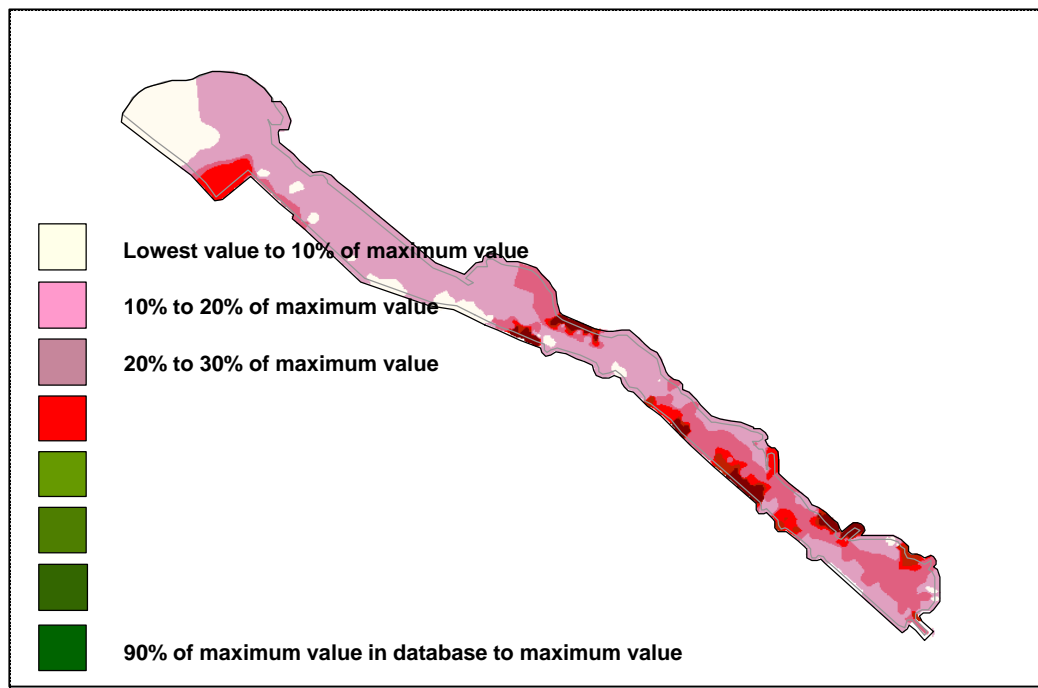 Lowest value to 10% of maximum value
10% to 20% of maximum value
20% to 30% of maximum value
90% of maximum value in database to maximum value